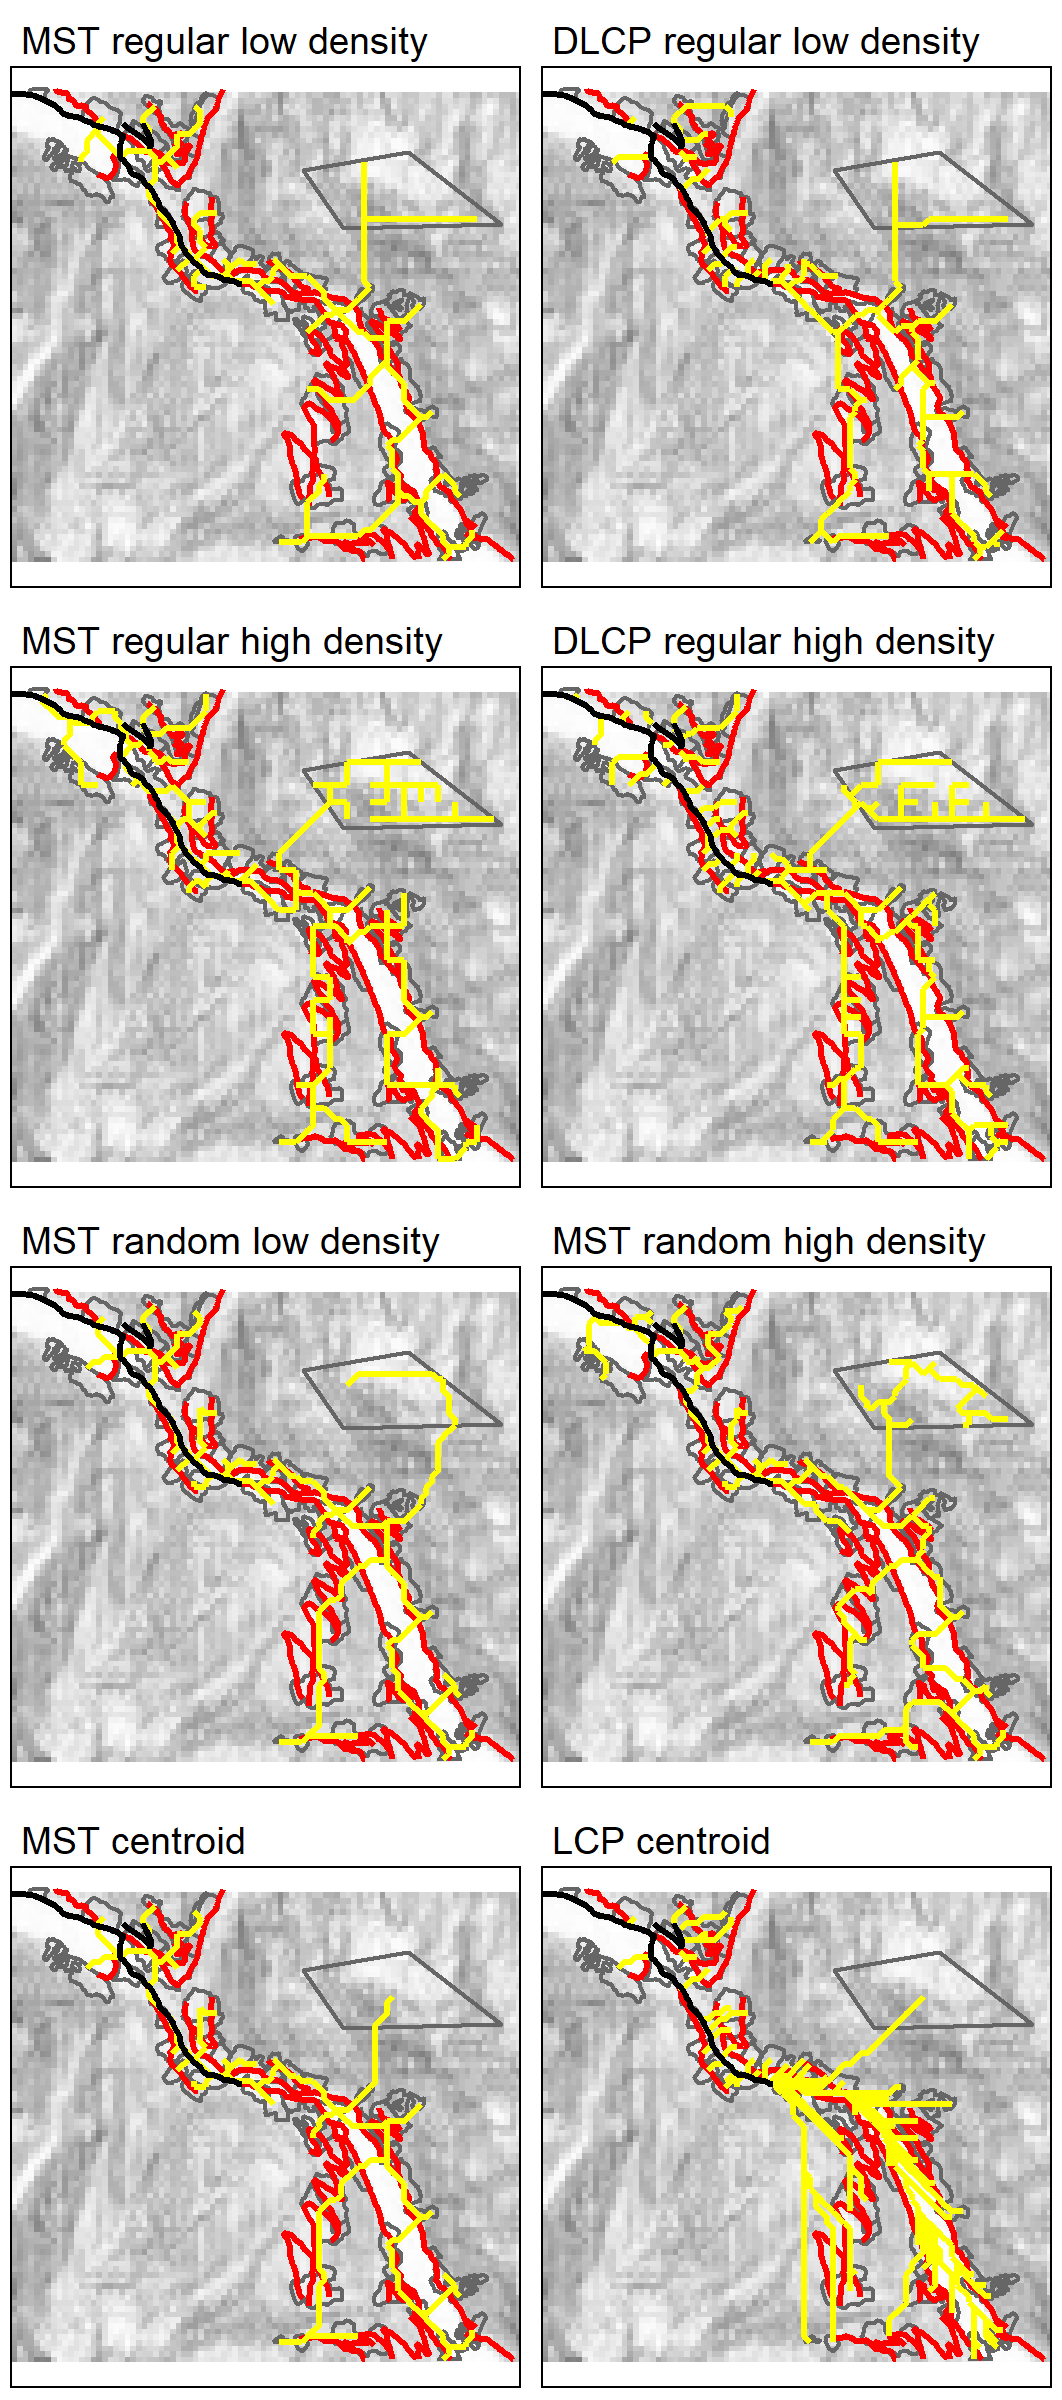 MST regular low density
DLCP regular low density
MST regular high density
DLCP regular high density
MST random low density
MST random high density
MST centroid
LCP centroid